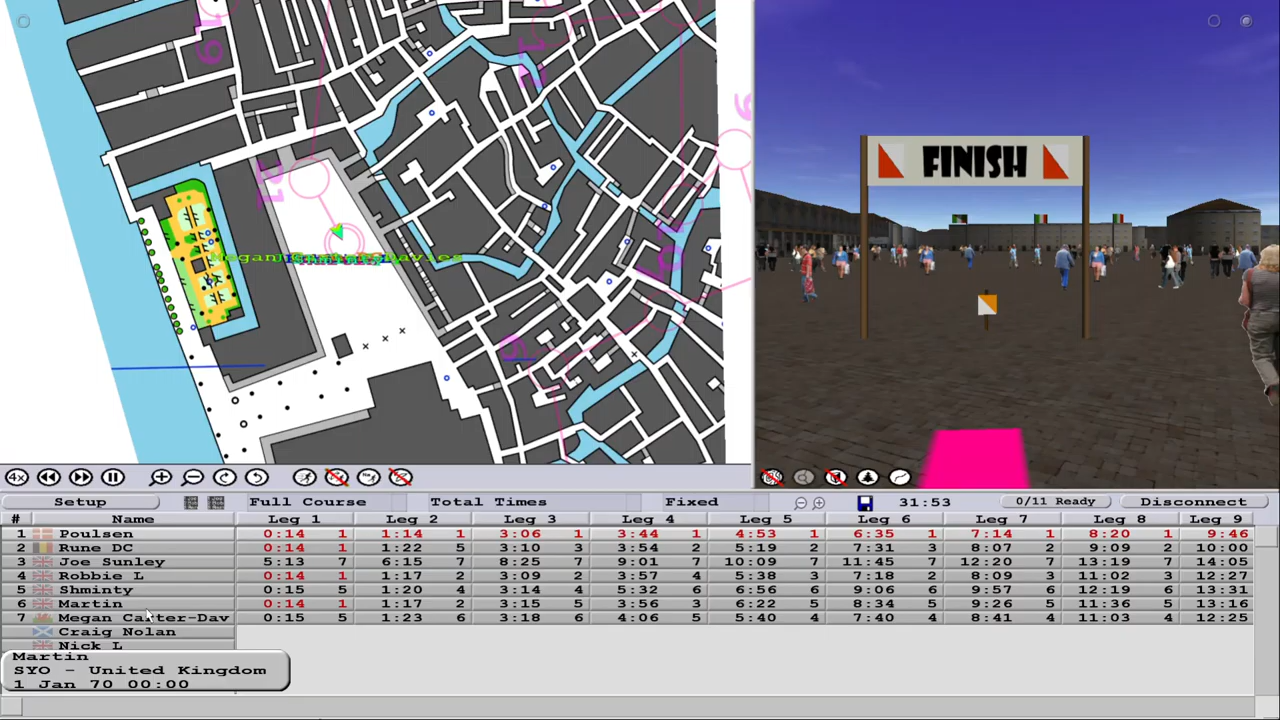 FINISH
4x
Setup
Full Course
Total Times
Fixed
31:53
0/11 Ready
Disconnect
# Name Leg 1 Leg 2 Leg 3 Leg 4 Leg 5 Leg 6 Leg 7 Leg 8 Leg 9
1 Poulsen 0:14 1 1:14 1 3:06 1 3:44 1 4:53 1 6:35 1 7:14 1 8:20 1 9:46
2 Rune DC 0:14 1 1:22 5 3:10 3 3:54 2 5:19 2 7:31 3 8:07 2 9:09 2 10:00
3 Joe Sunley 5:13 7 6:15 7 8:25 7 9:01 7 10:09 7 11:45 7 12:20 7 13:19 7 14:05
4 Robbie L 0:14 1 1:17 2 3:09 2 3:57 4 5:38 3 7:18 2 8:09 3 11:02 3 12:27
5 Shminty 0:15 5 1:20 4 3:14 4 5:32 6 6:56 6 9:06 6 9:57 6 12:19 6 13:31
6 Martin 0:14 1 1:17 2 3:15 5 3:56 3 6:22 5 8:34 5 9:26 5 11:36 5 13:16
7 Megan Carter-Dav 0:15 5 1:23 6 3:18 6 4:06 5 5:40 4 7:40 4 8:41 4 11:03 4 12:25
Craig Nolan
Nick L
Martin
SYO - United Kingdom
1 Jan 70 00:00